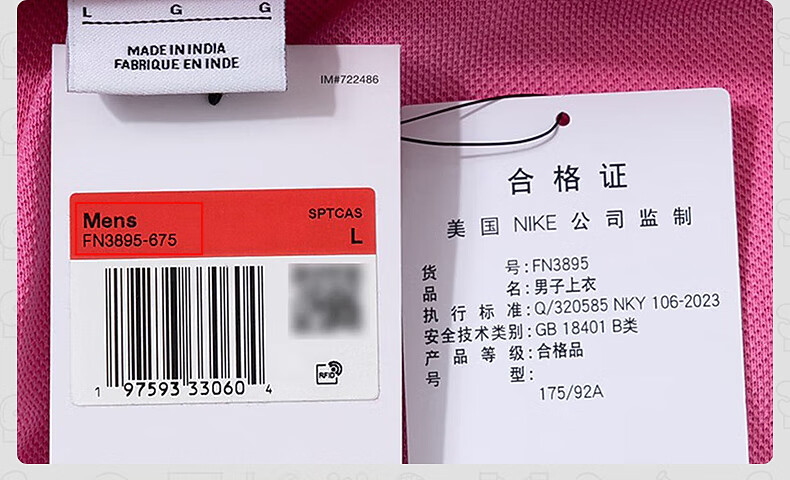 L G G
MADE IN INDIA
FABRIQUE EN INDE
IM#722486
Mens
FN3895-675
SPTCAS
L
1 97593 33060 4
RFID
合格证
美国 NIKE 公司监制
货号:FN3895
品名:男子上衣
执行标准:Q/320585 NKY 106-2023
安全技术类别:GB 18401 B类
产品等级:合格品
号型:
175/92A